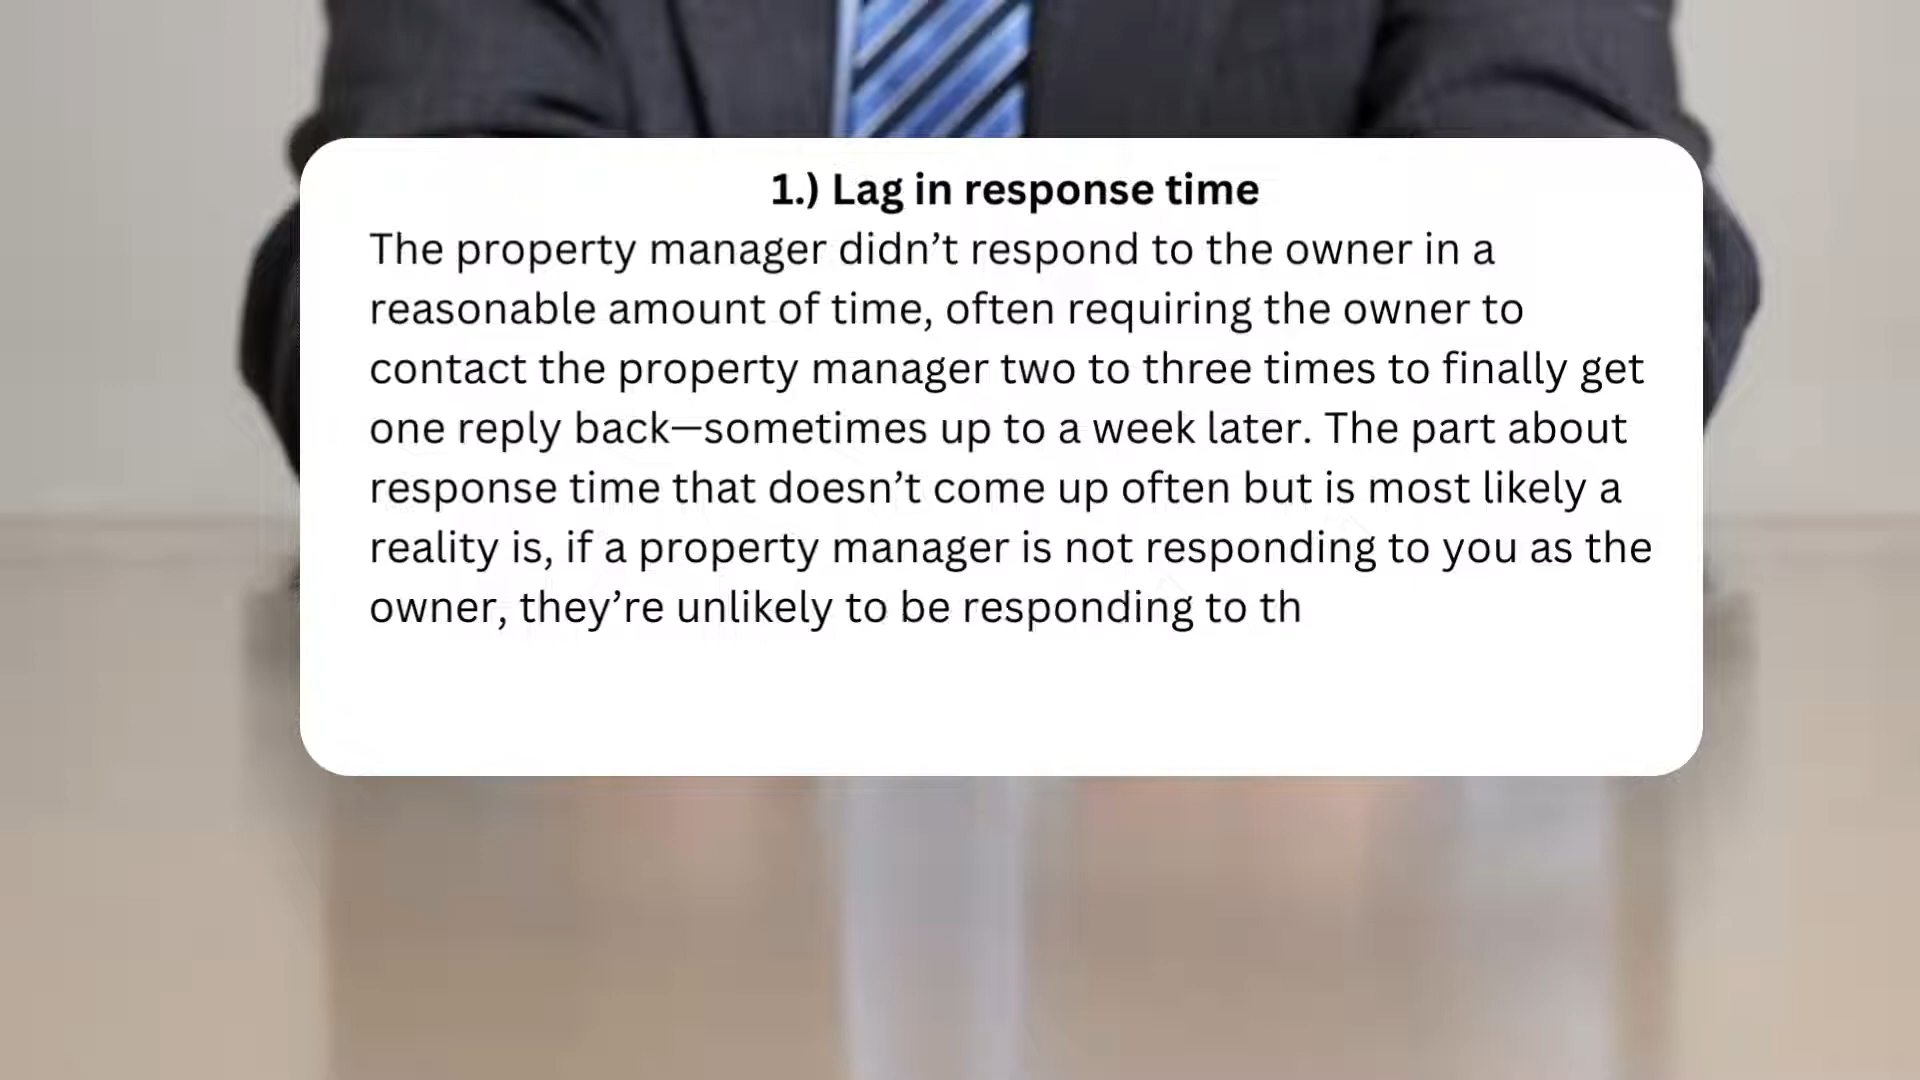 1.) Lag in response time
The property manager didn’t respond to the owner in a
reasonable amount of time, often requiring the owner to
contact the property manager two to three times to finally get
one reply back—sometimes up to a week later. The part about
response time that doesn’t come up often but is most likely a
reality is, if a property manager is not responding to you as the
owner, they’re unlikely to be responding to th